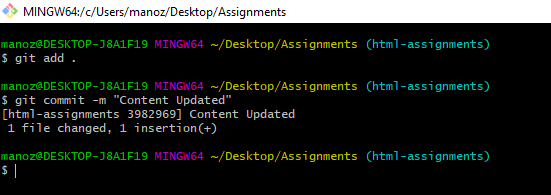 MINGW64:/c/Users/manoz/Desktop/Assignments
manoz@DESKTOP-J8A1F19 MINGW64 ~/Desktop/Assignments (html-assignments)
$ git add .
manoz@DESKTOP-J8A1F19 MINGW64 ~/Desktop/Assignments (html-assignments)
$ git commit -m "Content Updated"
[html-assignments 3982969] Content Updated
 1 file changed, 1 insertion(+)
manoz@DESKTOP-J8A1F19 MINGW64 ~/Desktop/Assignments (html-assignments)
$